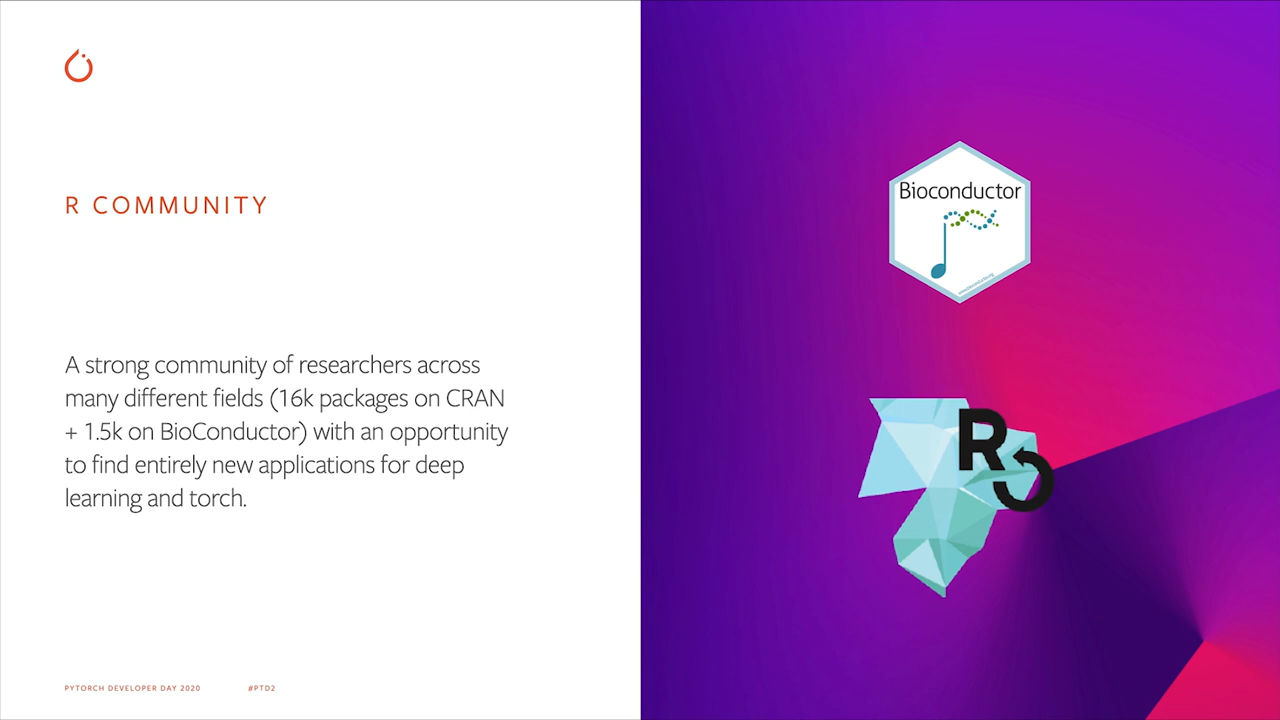 R COMMUNITY
A strong community of researchers across
many different fields (16k packages on CRAN
+ 1.5k on BioConductor) with an opportunity
to find entirely new applications for deep
learning and torch.
PYTORCH DEVELOPER DAY 2020
#PTD2
Bioconductor
R